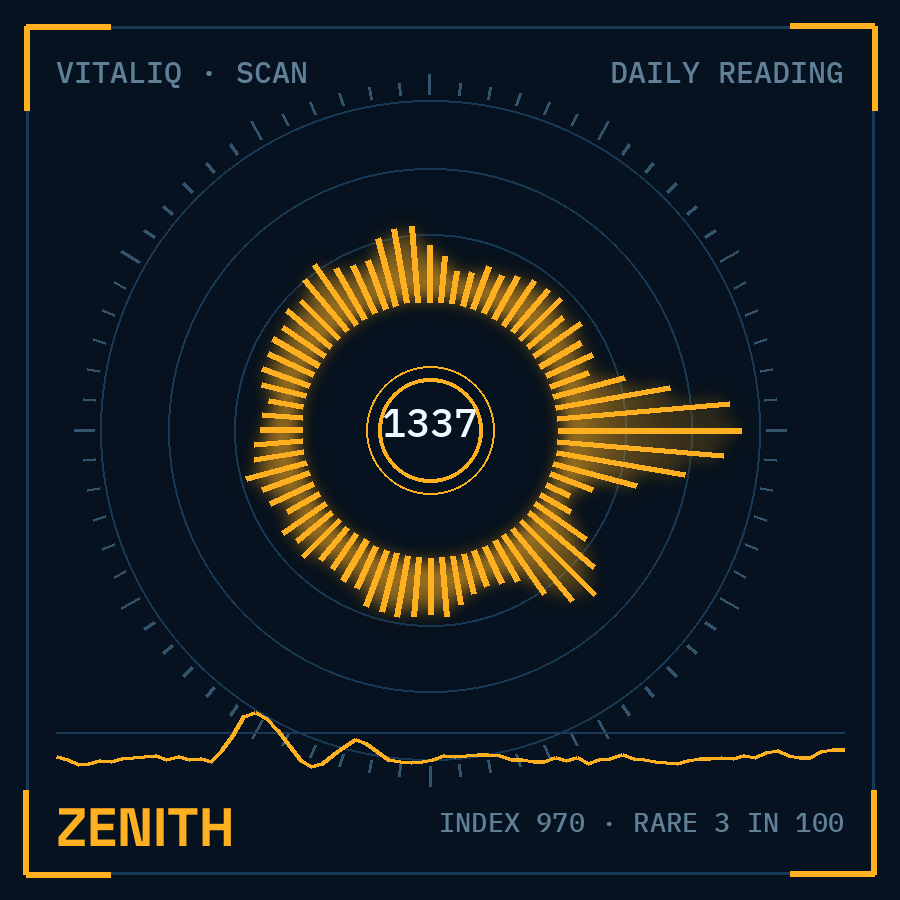 VITALIQ · SCAN
DAILY READING
1337
ZENITH
INDEX 970 · RARE 3 IN 100